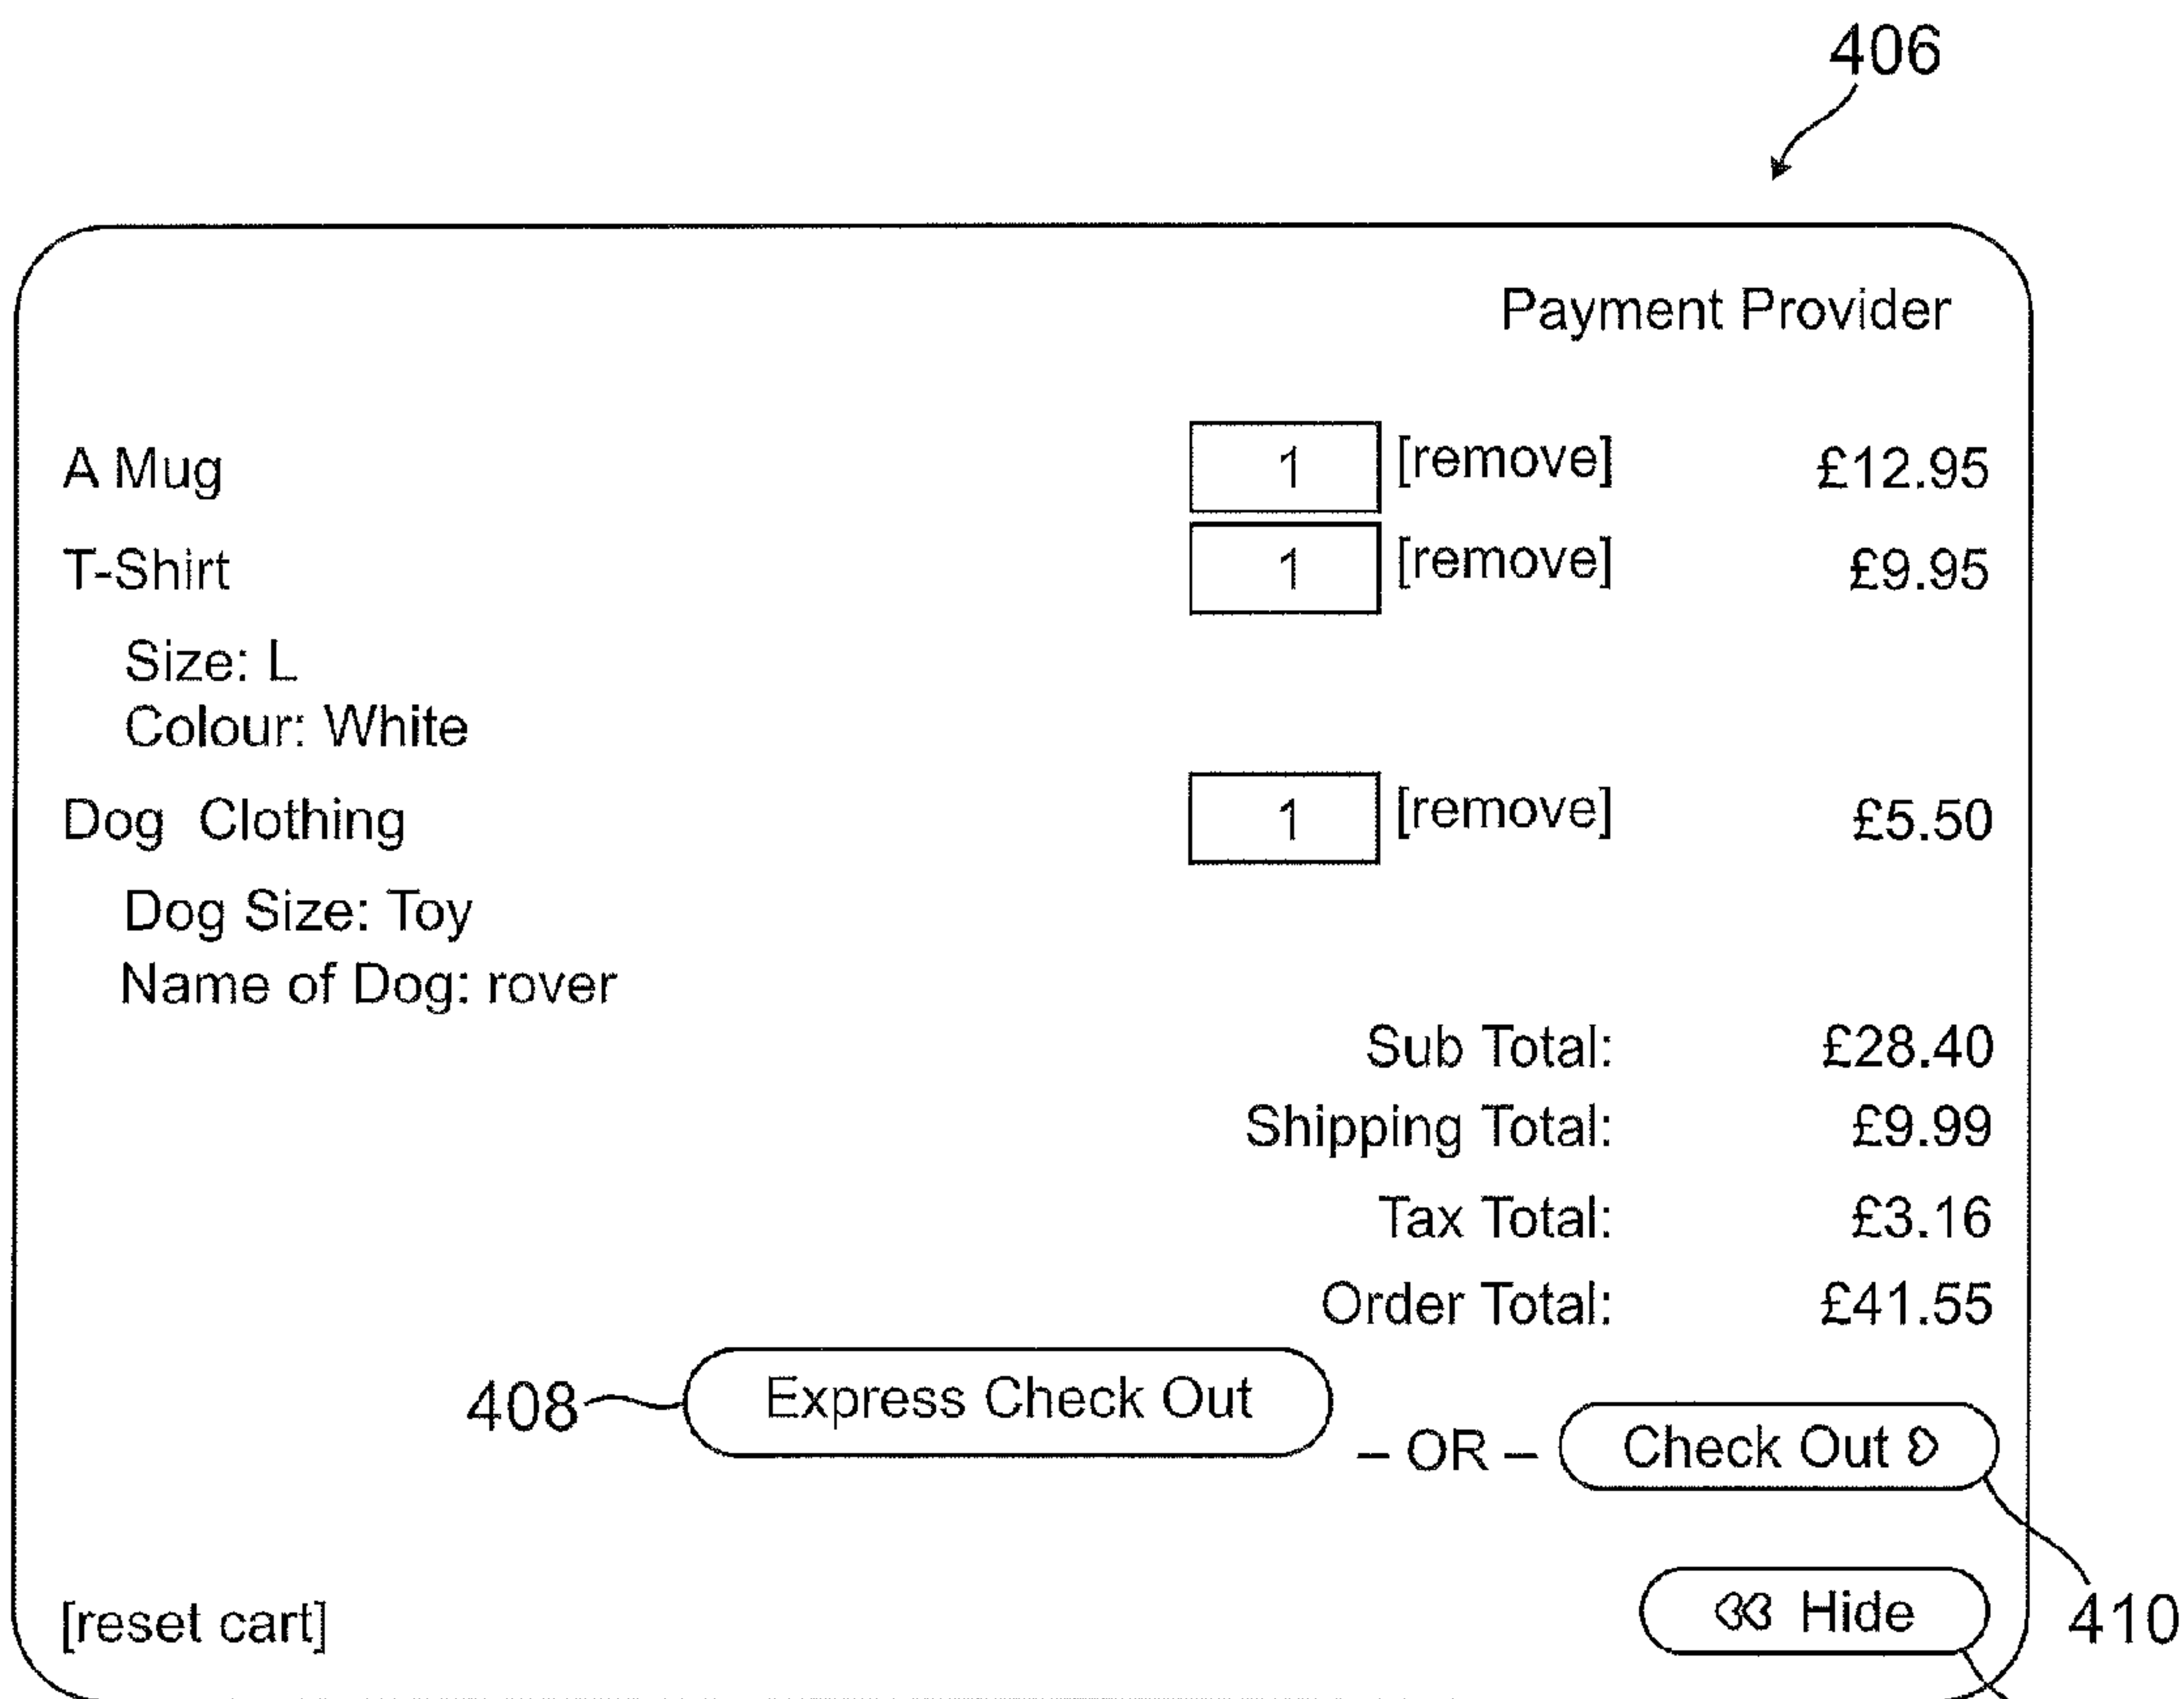 406
Payment Provider
A Mug 1 [remove] £12.95
T-Shirt 1 [remove] £9.95
Size: L
Colour: White
Dog Clothing 1 [remove] £5.50
Dog Size: Toy
Name of Dog: rover
Sub Total: £28.40
Shipping Total: £9.99
Tax Total: £3.16
Order Total: £41.55
408 Express Check Out – OR – Check Out
[reset cart] Hide 410